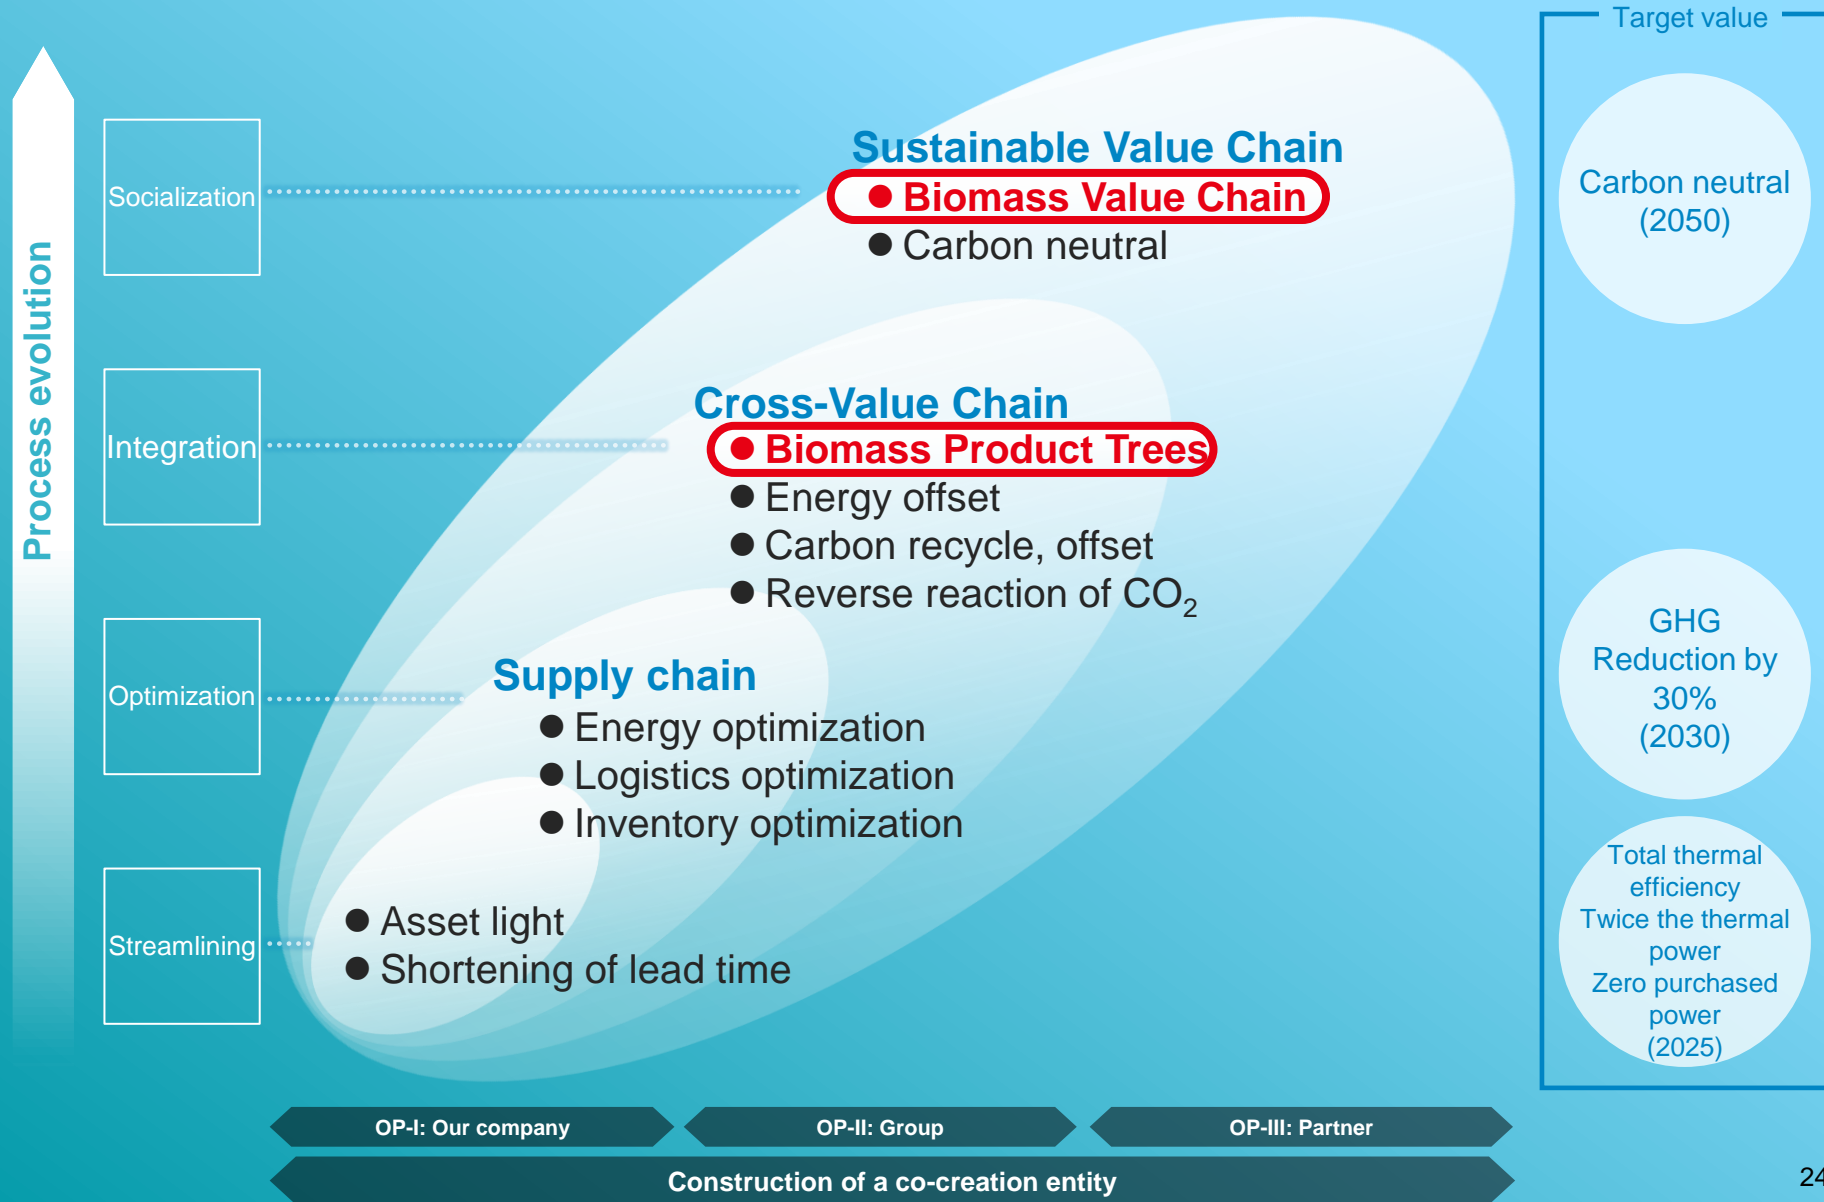 Target value
Process evolution
Socialization
Sustainable Value Chain
● Biomass Value Chain
● Carbon neutral
Carbon neutral
(2050)
Integration
Cross-Value Chain
● Biomass Product Trees
● Energy offset
● Carbon recycle, offset
● Reverse reaction of CO₂
Optimization
Supply chain
● Energy optimization
● Logistics optimization
● Inventory optimization
GHG
Reduction by
30%
(2030)
Streamlining
● Asset light
● Shortening of lead time
Total thermal
efficiency
Twice the thermal
power
Zero purchased
power
(2025)
OP-I: Our company
OP-II: Group
OP-III: Partner
Construction of a co-creation entity
24